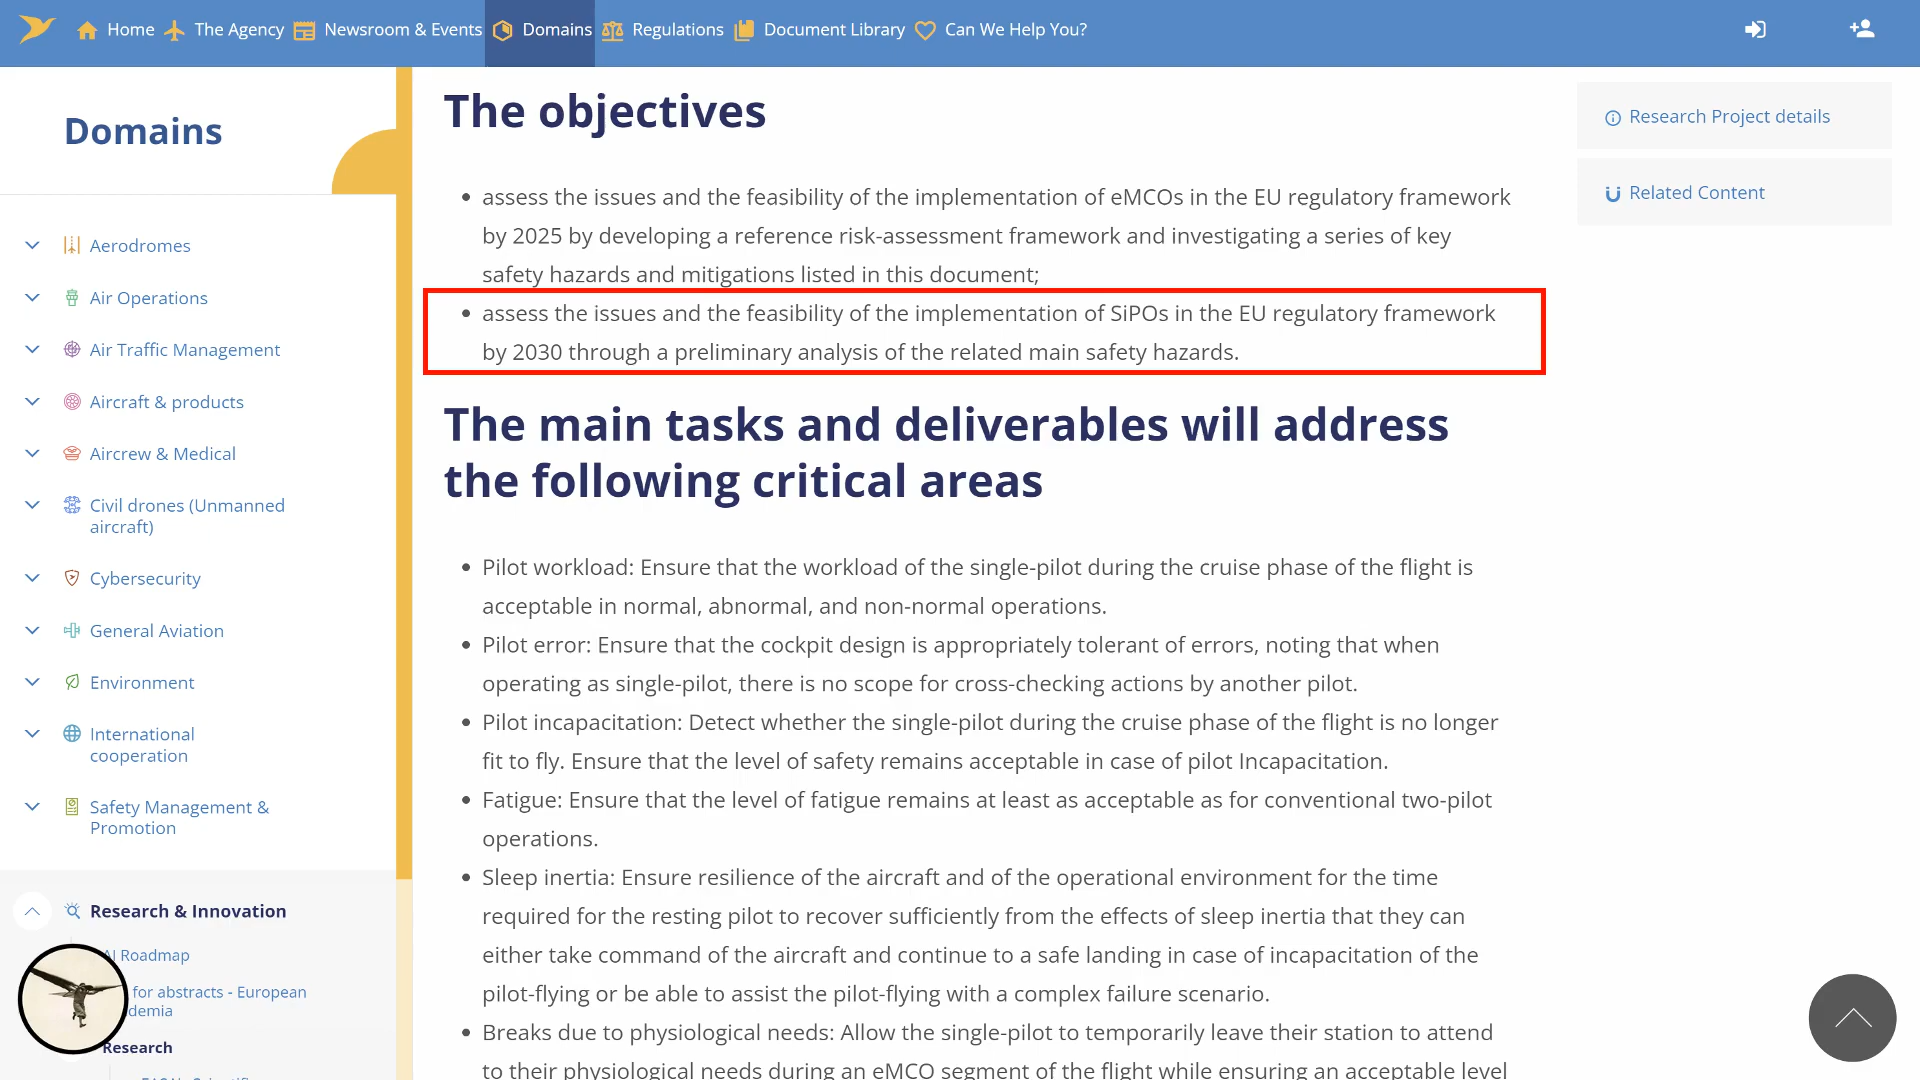 Home
The Agency
Newsroom & Events
Domains
Regulations
Document Library
Can We Help You?
Domains
Aerodromes
Air Operations
Air Traffic Management
Aircraft & products
Aircrew & Medical
Civil drones (Unmanned
aircraft)
Cybersecurity
General Aviation
Environment
International
cooperation
Safety Management &
Promotion
Research & Innovation
AI Roadmap
for abstracts - European
demia
Research
The objectives
assess the issues and the feasibility of the implementation of eMCOs in the EU regulatory framework
by 2025 by developing a reference risk-assessment framework and investigating a series of key
safety hazards and mitigations listed in this document;
assess the issues and the feasibility of the implementation of SiPOs in the EU regulatory framework
by 2030 through a preliminary analysis of the related main safety hazards.
The main tasks and deliverables will address
the following critical areas
Pilot workload: Ensure that the workload of the single-pilot during the cruise phase of the flight is
acceptable in normal, abnormal, and non-normal operations.
Pilot error: Ensure that the cockpit design is appropriately tolerant of errors, noting that when
operating as single-pilot, there is no scope for cross-checking actions by another pilot.
Pilot incapacitation: Detect whether the single-pilot during the cruise phase of the flight is no longer
fit to fly. Ensure that the level of safety remains acceptable in case of pilot Incapacitation.
Fatigue: Ensure that the level of fatigue remains at least as acceptable as for conventional two-pilot
operations.
Sleep inertia: Ensure resilience of the aircraft and of the operational environment for the time
required for the resting pilot to recover sufficiently from the effects of sleep inertia that they can
either take command of the aircraft and continue to a safe landing in case of incapacitation of the
pilot-flying or be able to assist the pilot-flying with a complex failure scenario.
Breaks due to physiological needs: Allow the single-pilot to temporarily leave their station to attend
to their physiological needs during an eMCO segment of the flight while ensuring an acceptable level
Research Project details
Related Content